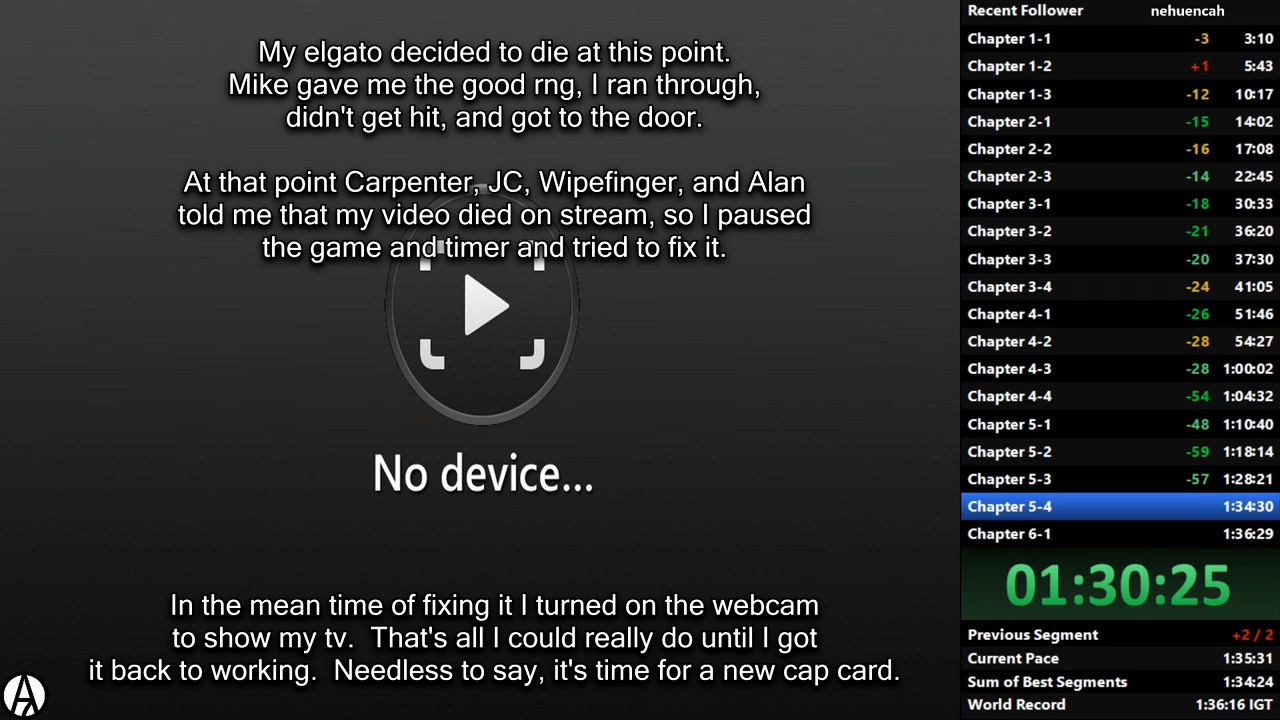 My elgato decided to die at this point.
Mike gave me the good rng, I ran through,
didn't get hit, and got to the door.
At that point Carpenter, JC, Wipefinger, and Alan
told me that my video died on stream, so I paused
the game and timer and tried to fix it.
No device...
In the mean time of fixing it I turned on the webcam
to show my tv.  That's all I could really do until I got
it back to working.  Needless to say, it's time for a new cap card.
Recent Follower nehuencah
Chapter 1-1 -3 3:10
Chapter 1-2 +1 5:43
Chapter 1-3 -12 10:17
Chapter 2-1 -15 14:02
Chapter 2-2 -16 17:08
Chapter 2-3 -14 22:45
Chapter 3-1 -18 30:33
Chapter 3-2 -21 36:20
Chapter 3-3 -20 37:30
Chapter 3-4 -24 41:05
Chapter 4-1 -26 51:46
Chapter 4-2 -28 54:27
Chapter 4-3 -28 1:00:02
Chapter 4-4 -54 1:04:32
Chapter 5-1 -48 1:10:40
Chapter 5-2 -59 1:18:14
Chapter 5-3 -57 1:28:21
Chapter 5-4 1:34:30
Chapter 6-1 1:36:29
01:30:25
Previous Segment +2 / 2
Current Pace 1:35:31
Sum of Best Segments 1:34:24
World Record 1:36:16 IGT